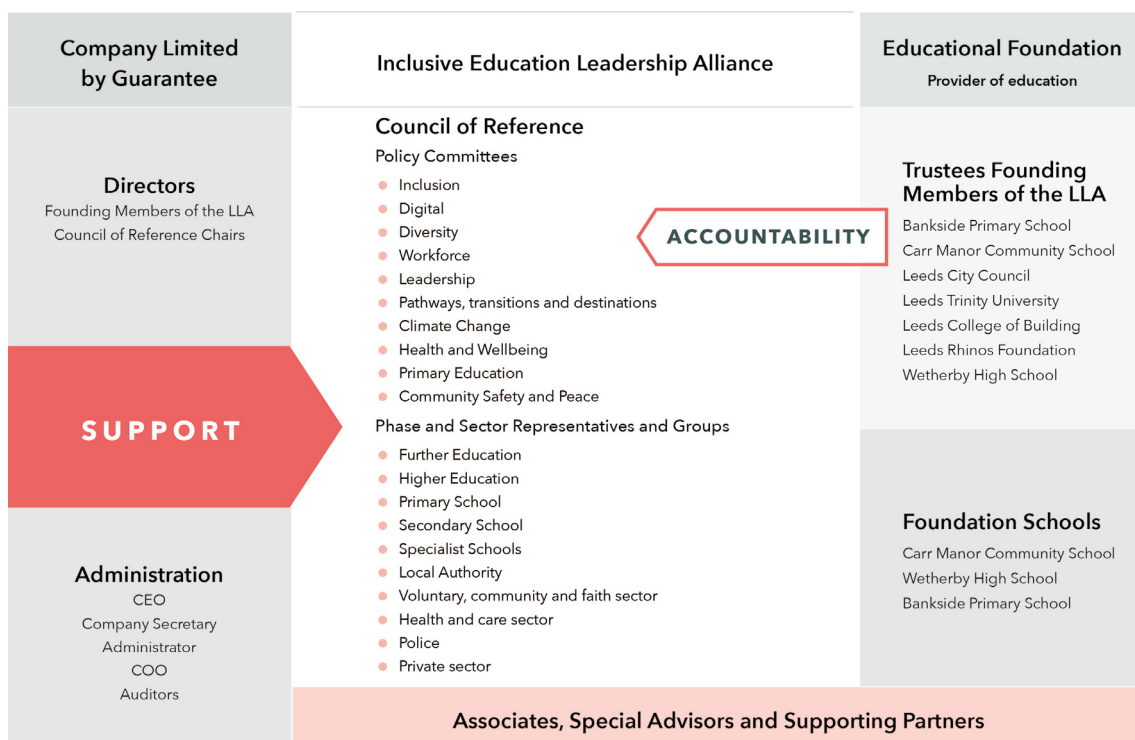 Company Limited
by Guarantee
Directors
Founding Members of the LLA
Council of Reference Chairs
SUPPORT
Administration
CEO
Company Secretary
Administrator
COO
Auditors
Inclusive Education Leadership Alliance
Council of Reference
Policy Committees
Inclusion
Digital
Diversity
Workforce
Leadership
Pathways, transitions and destinations
Climate Change
Health and Wellbeing
Primary Education
Community Safety and Peace
Phase and Sector Representatives and Groups
Further Education
Higher Education
Primary School
Secondary School
Specialist Schools
Local Authority
Voluntary, community and faith sector
Health and care sector
Police
Private sector
ACCOUNTABILITY
Educational Foundation
Provider of education
Trustees Founding
Members of the LLA
Bankside Primary School
Carr Manor Community School
Leeds City Council
Leeds Trinity University
Leeds College of Building
Leeds Rhinos Foundation
Wetherby High School
Foundation Schools
Carr Manor Community School
Wetherby High School
Bankside Primary School
Associates, Special Advisors and Supporting Partners